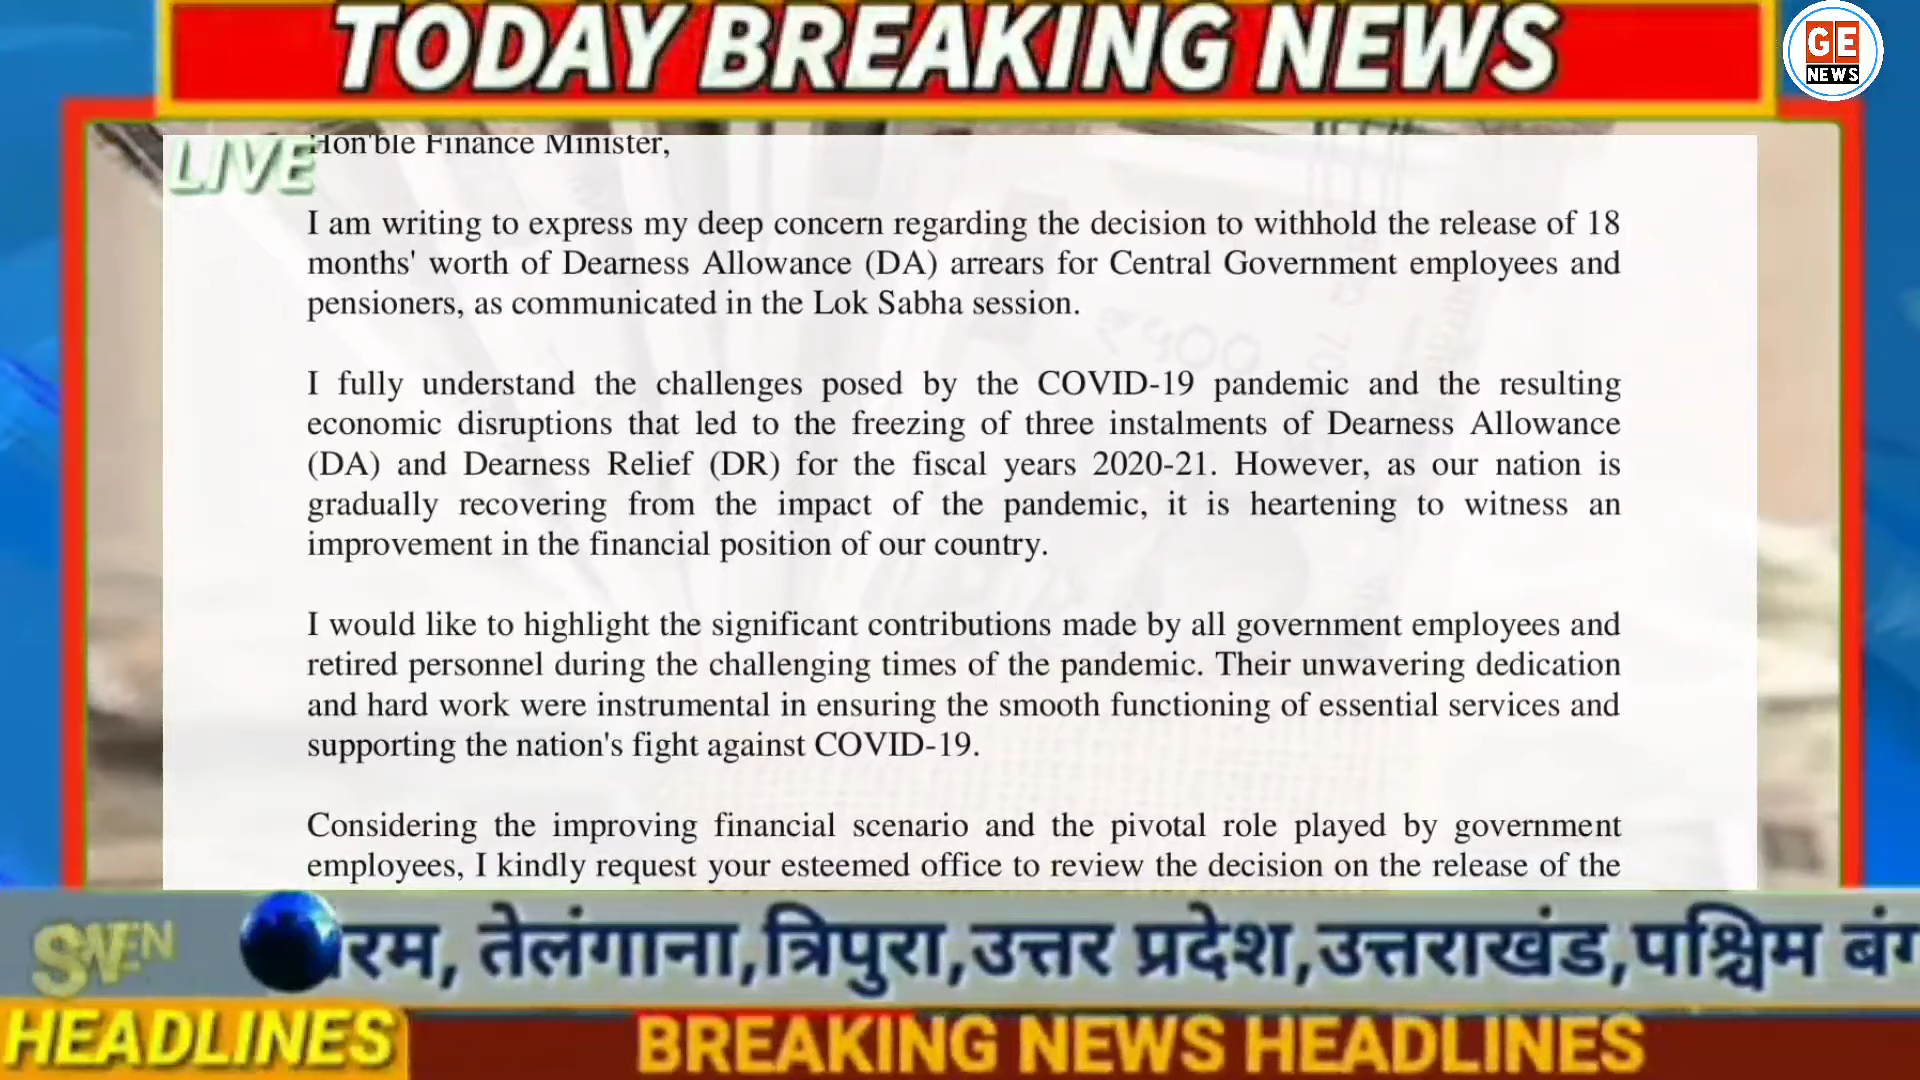 TODAY BREAKING NEWS
GE
NEWS
LIVE
Hon'ble Finance Minister,
I am writing to express my deep concern regarding the decision to withhold the release of 18
months' worth of Dearness Allowance (DA) arrears for Central Government employees and
pensioners, as communicated in the Lok Sabha session.
I fully understand the challenges posed by the COVID-19 pandemic and the resulting
economic disruptions that led to the freezing of three instalments of Dearness Allowance
(DA) and Dearness Relief (DR) for the fiscal years 2020-21. However, as our nation is
gradually recovering from the impact of the pandemic, it is heartening to witness an
improvement in the financial position of our country.
I would like to highlight the significant contributions made by all government employees and
retired personnel during the challenging times of the pandemic. Their unwavering dedication
and hard work were instrumental in ensuring the smooth functioning of essential services and
supporting the nation's fight against COVID-19.
Considering the improving financial scenario and the pivotal role played by government
employees, I kindly request your esteemed office to review the decision on the release of the
तेलंगाना,त्रिपुरा,उत्तर प्रदेश,उत्तराखंड,पश्चिम
HEADLINES
BREAKING NEWS HEADLINES